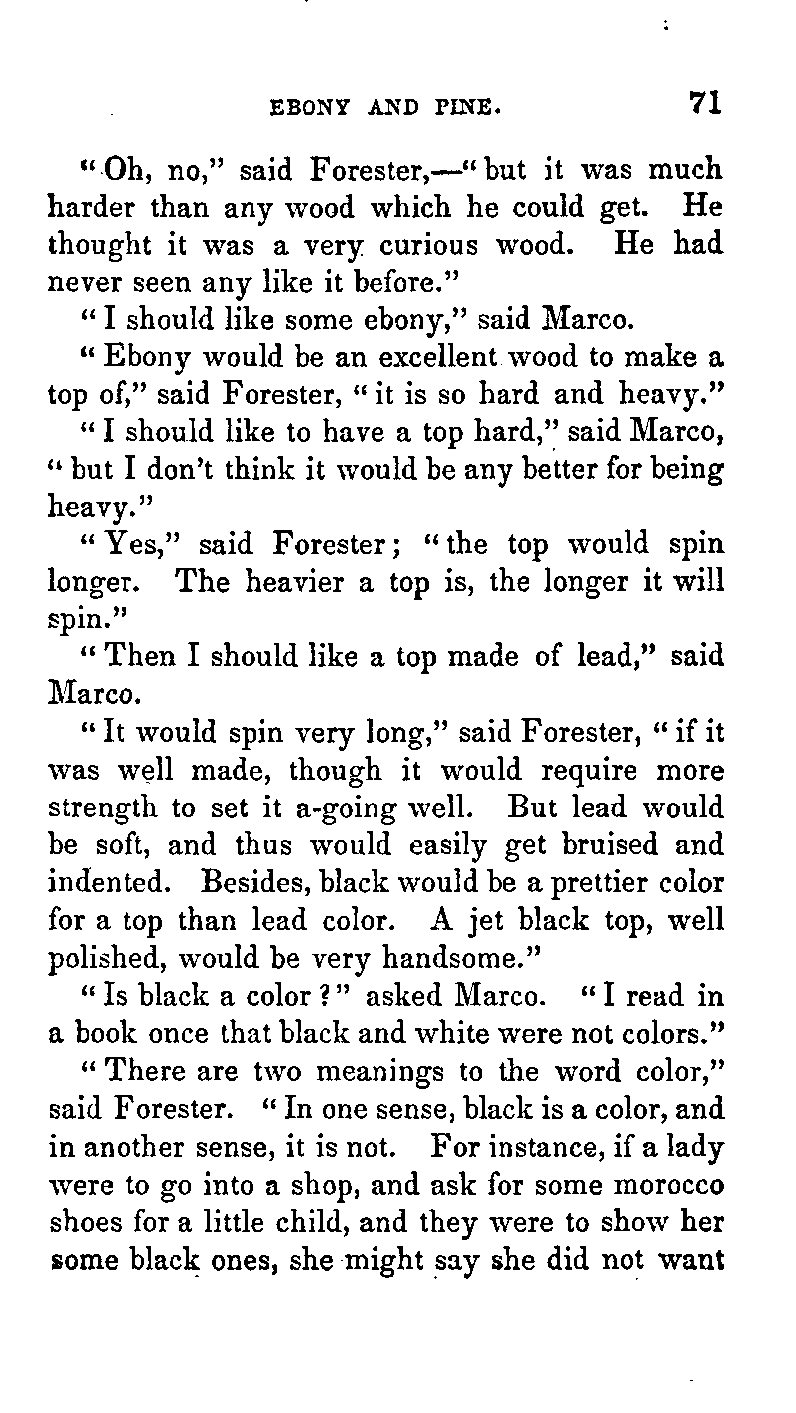 EBONY AND PINE. 71
“Oh, no,” said Forester,—“but it was much
harder than any wood which he could get. He
thought it was a very curious wood. He had
never seen any like it before.”
“I should like some ebony,” said Marco.
“Ebony would be an excellent wood to make a
top of,” said Forester, “it is so hard and heavy.”
“I should like to have a top hard,” said Marco,
“but I don’t think it would be any better for being
heavy.”
“Yes,” said Forester; “the top would spin
longer. The heavier a top is, the longer it will
spin.”
“Then I should like a top made of lead,” said
Marco.
“It would spin very long,” said Forester, “if it
was well made, though it would require more
strength to set it a-going well. But lead would
be soft, and thus would easily get bruised and
indented. Besides, black would be a prettier color
for a top than lead color. A jet black top, well
polished, would be very handsome.”
“Is black a color?” asked Marco. “I read in
a book once that black and white were not colors.”
“There are two meanings to the word color,”
said Forester. “In one sense, black is a color, and
in another sense, it is not. For instance, if a lady
were to go into a shop, and ask for some morocco
shoes for a little child, and they were to show her
some black ones, she might say she did not want